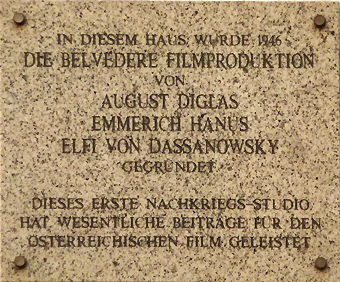 IN DIESEM HAUS WURDE 1946
DIE BELVEDERE FILMPRODUKTION
VON
AUGUST DIGLAS
EMMERICH HANUS
ELFI VON DASSANOWSKY
GEGRÜNDET
DIESES ERSTE NACHKRIEGS-STUDIO
HAT WESENTLICHE BEITRÄGE FÜR DEN
ÖSTERREICHISCHEN FILM GELEISTET